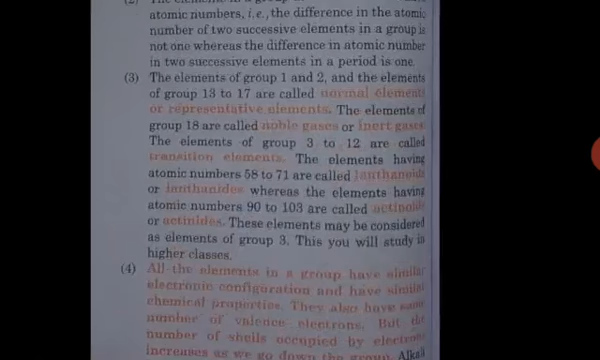 atomic numbers, i.e., the difference in the atomic
number of two successive elements in a group is
not one whereas the difference in atomic number
in two successive elements in a period is one.
(3) The elements of group 1 and 2, and the elements
of group 13 to 17 are called normal elements
or representative elements. The elements of
group 18 are called noble gases or inert gases.
The elements of group 3 to 12 are called
transition elements. The elements having
atomic numbers 58 to 71 are called lanthanoids
or lanthanides whereas the elements having
atomic numbers 90 to 103 are called actinoids
or actinides. These elements may be considered
as elements of group 3. This you will study in
higher classes.
(4) All the elements in a group have similar
electronic configuration and have similar
chemical properties. They also have same
number of valence electrons. But the
number of shells occupied by electrons
increases as we go down the group. Alkali